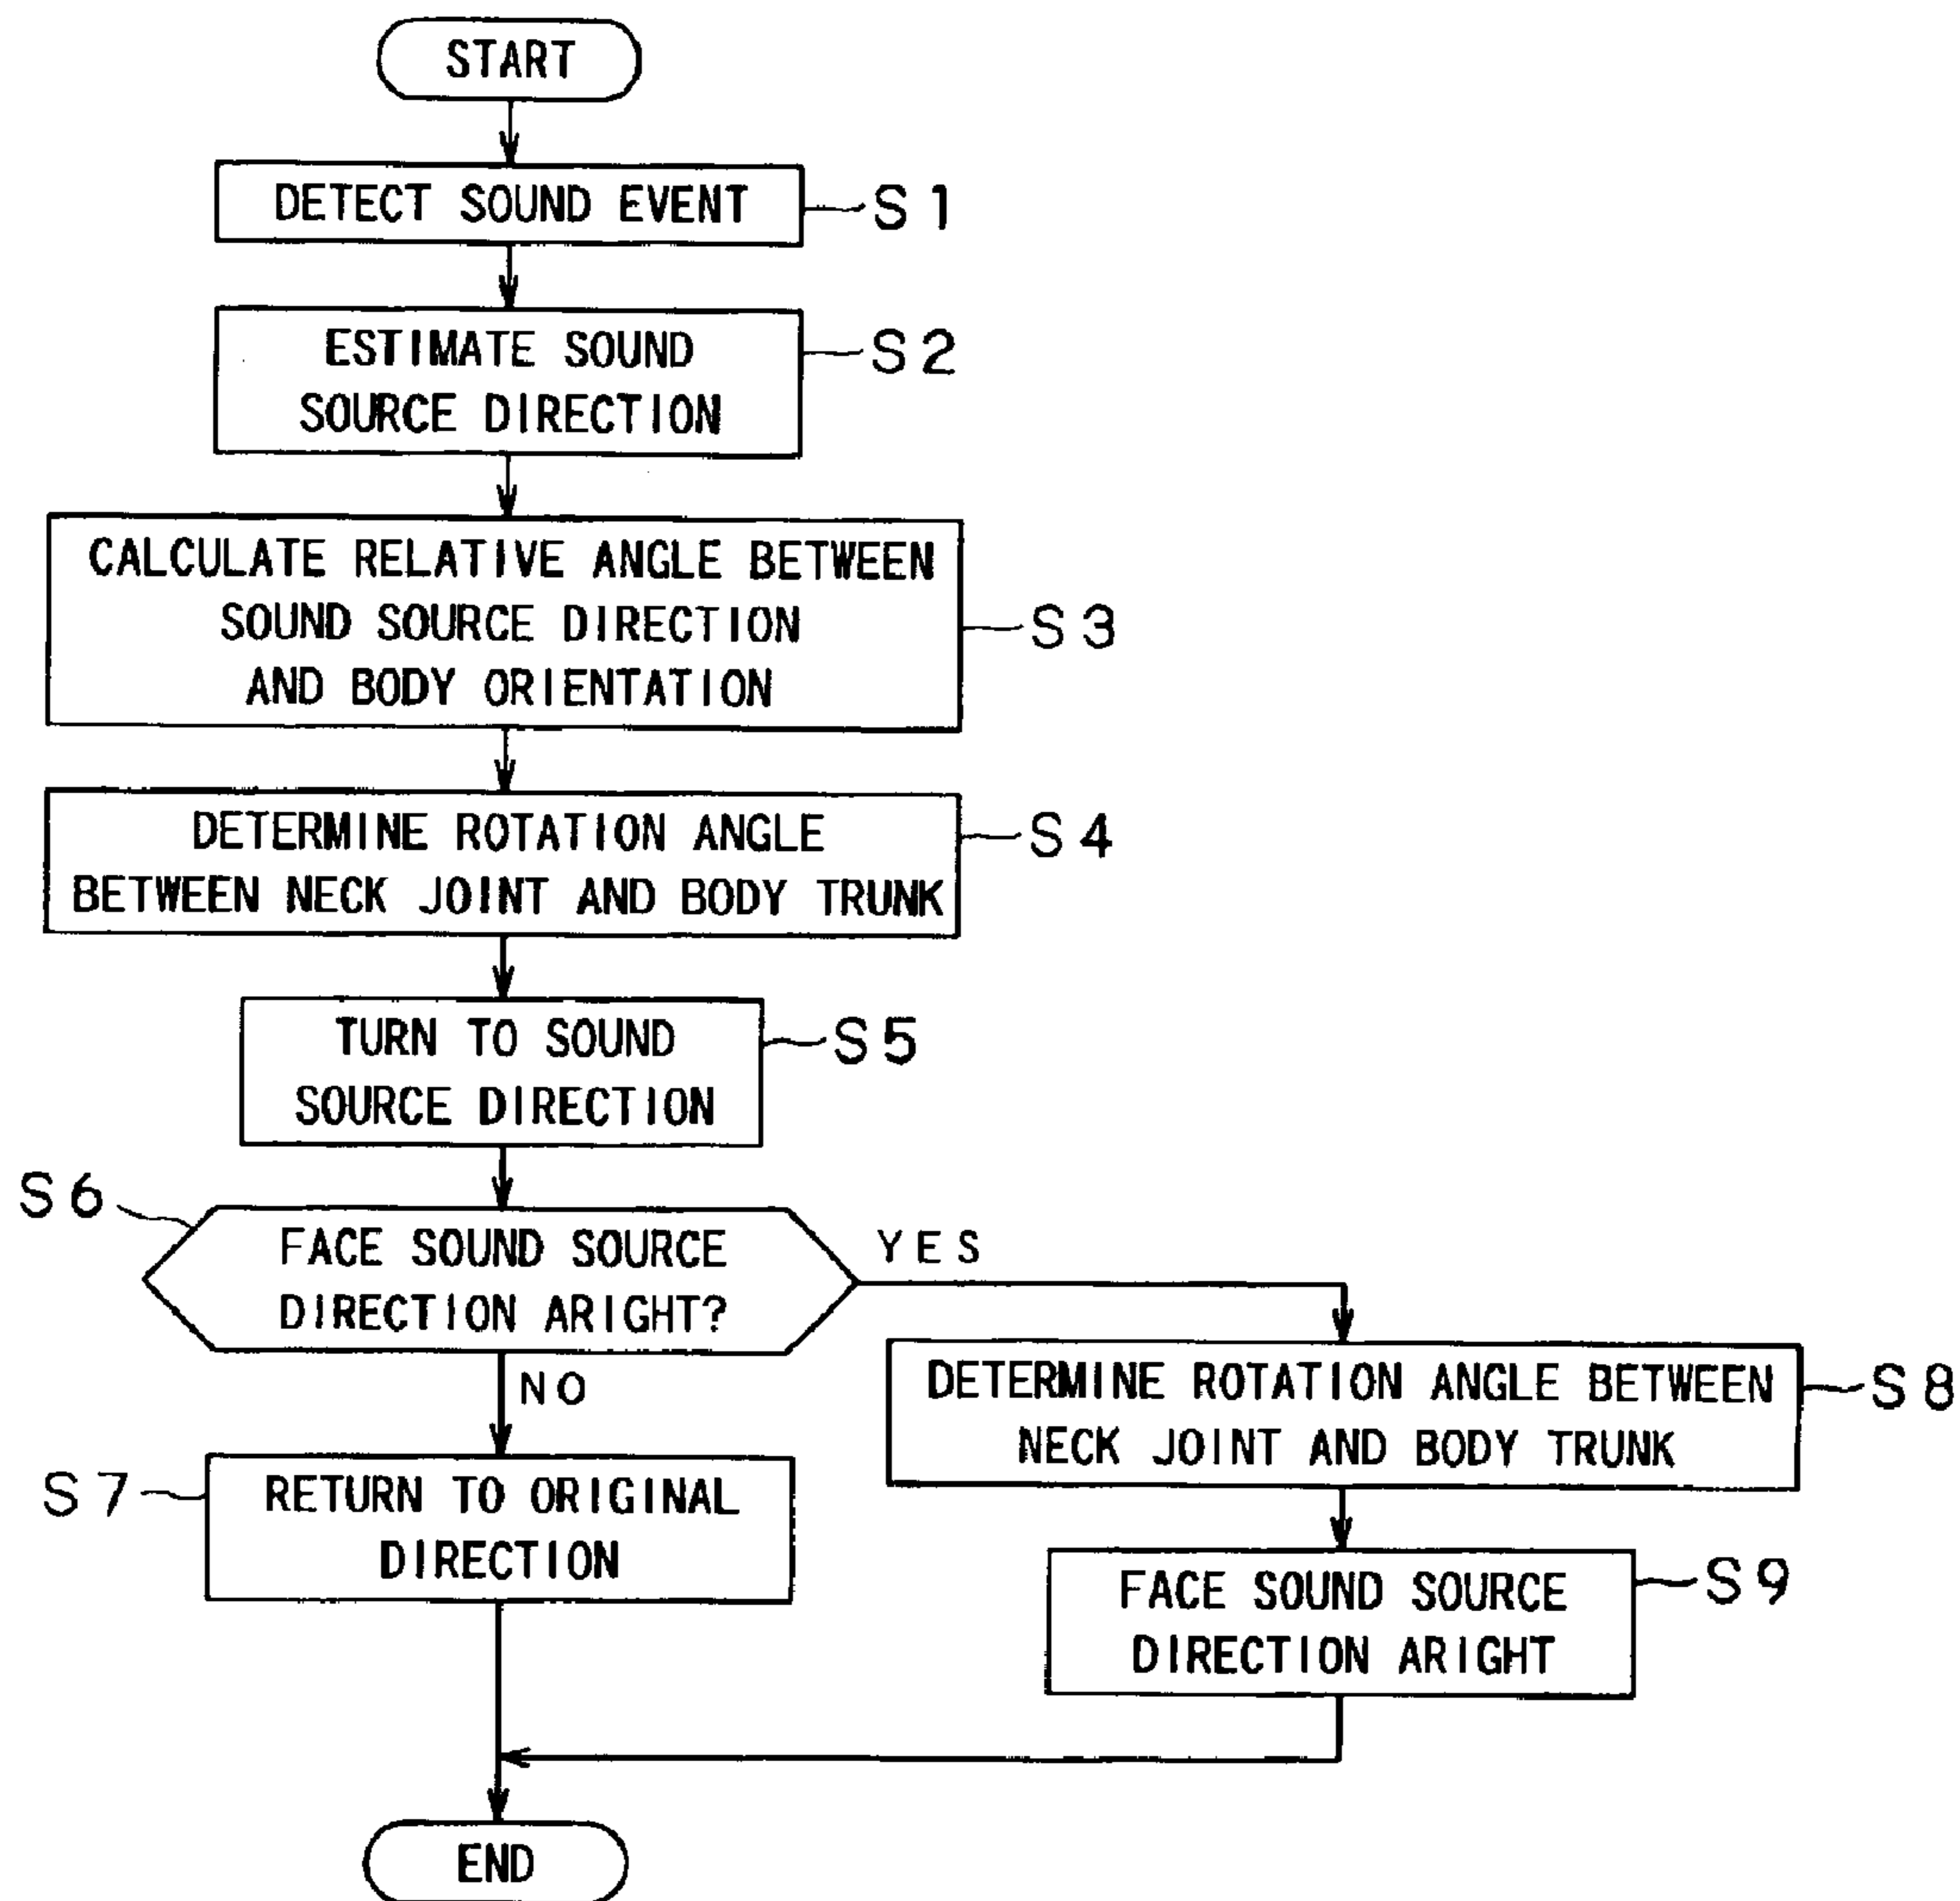 START
DETECT SOUND EVENT
S1
ESTIMATE SOUND
SOURCE DIRECTION
S2
CALCULATE RELATIVE ANGLE BETWEEN
SOUND SOURCE DIRECTION
AND BODY ORIENTATION
S3
DETERMINE ROTATION ANGLE
BETWEEN NECK JOINT AND BODY TRUNK
S4
TURN TO SOUND
SOURCE DIRECTION
S5
S6
FACE SOUND SOURCE
DIRECTION ARIGHT?
YES
NO
S7
RETURN TO ORIGINAL
DIRECTION
DETERMINE ROTATION ANGLE BETWEEN
NECK JOINT AND BODY TRUNK
S8
FACE SOUND SOURCE
DIRECTION ARIGHT
S9
END